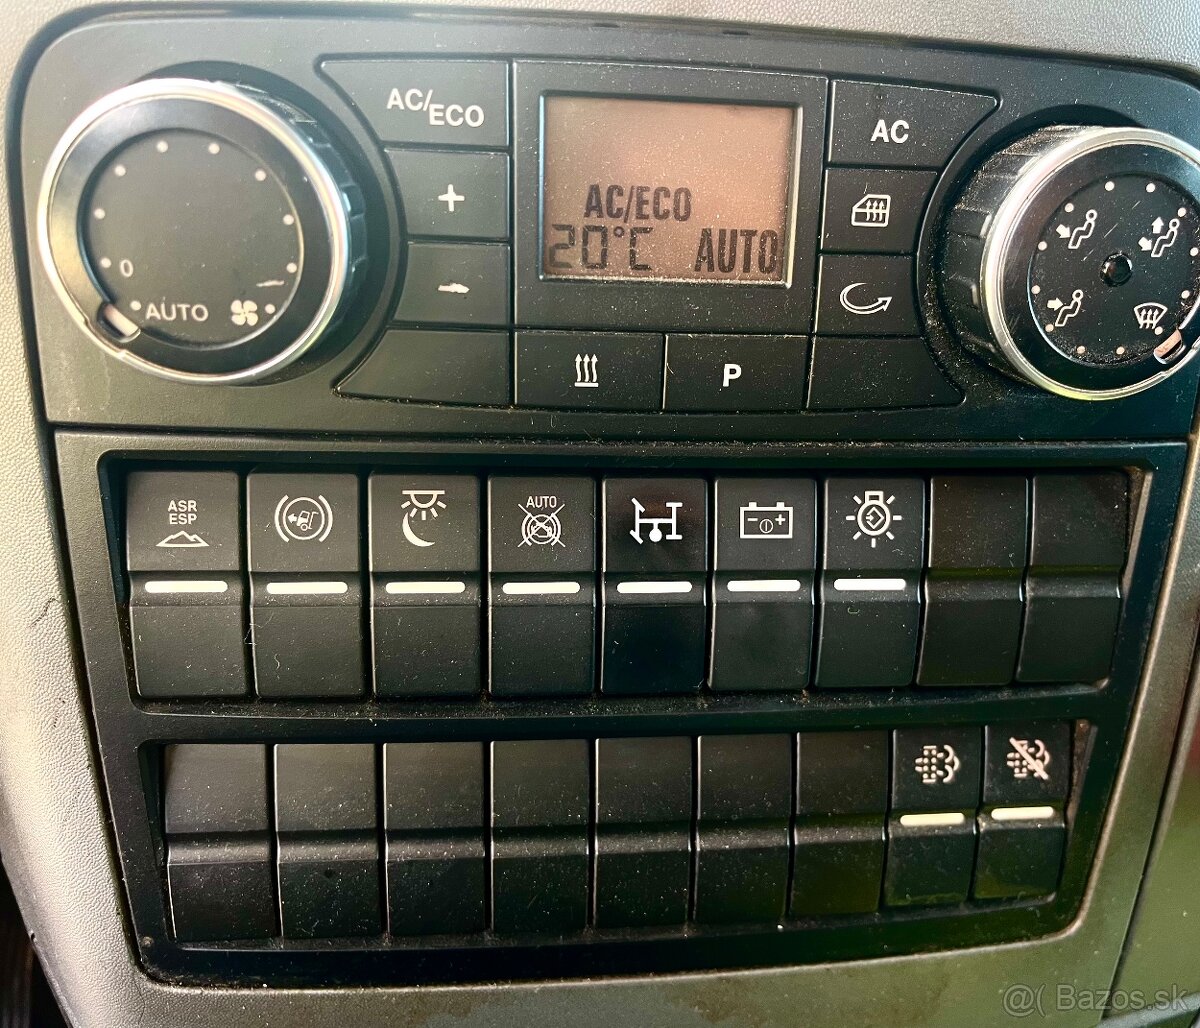 AC/ECO
AC
+
-
AC/ECO
20°C AUTO
0
AUTO
P
ASR
ESP
AUTO
- +
@( Bazos.sk